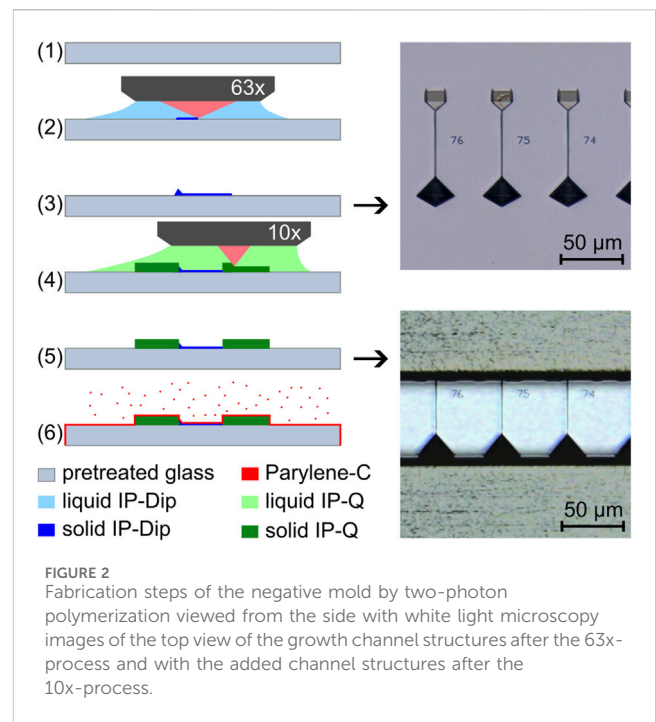 (1)
63x
(2)
(3)
10x
(4)
(5)
(6)
76 75 74
50 µm
76 75 74
50 µm
pretreated glass
liquid IP-Dip
solid IP-Dip
Parylene-C
liquid IP-Q
solid IP-Q
FIGURE 2
Fabrication steps of the negative mold by two-photon
polymerization viewed from the side with white light microscopy
images of the top view of the growth channel structures after the 63x-
process and with the added channel structures after the
10x-process.